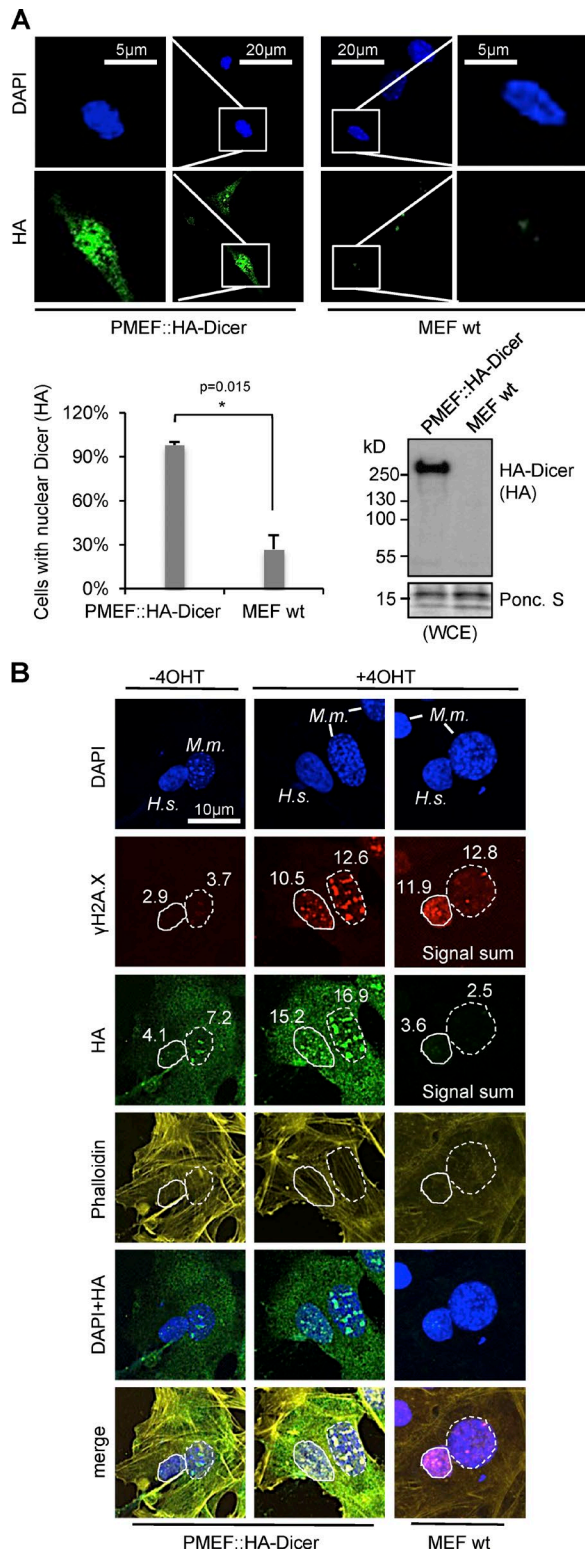 A
5µm
20µm
20µm
5µm
DAPI
HA
PMEF::HA-Dicer
MEF wt
Cells with nuclear Dicer (HA)
p=0.015
*
120%
90%
60%
30%
0%
PMEF::HA-Dicer
MEF wt
PMEF::HA-Dicer
MEF wt
kD
250
130
100
55
15
HA-Dicer
(HA)
Ponc. S
(WCE)
B
-4OHT
+4OHT
DAPI
M.m.
H.s.
10µm
M.m.
H.s.
M.m.
H.s.
γH2A.X
2.9
3.7
10.5
12.6
11.9
12.8
Signal sum
HA
4.1
7.2
15.2
16.9
3.6
2.5
Signal sum
Phalloidin
DAPI+HA
merge
PMEF::HA-Dicer
MEF wt